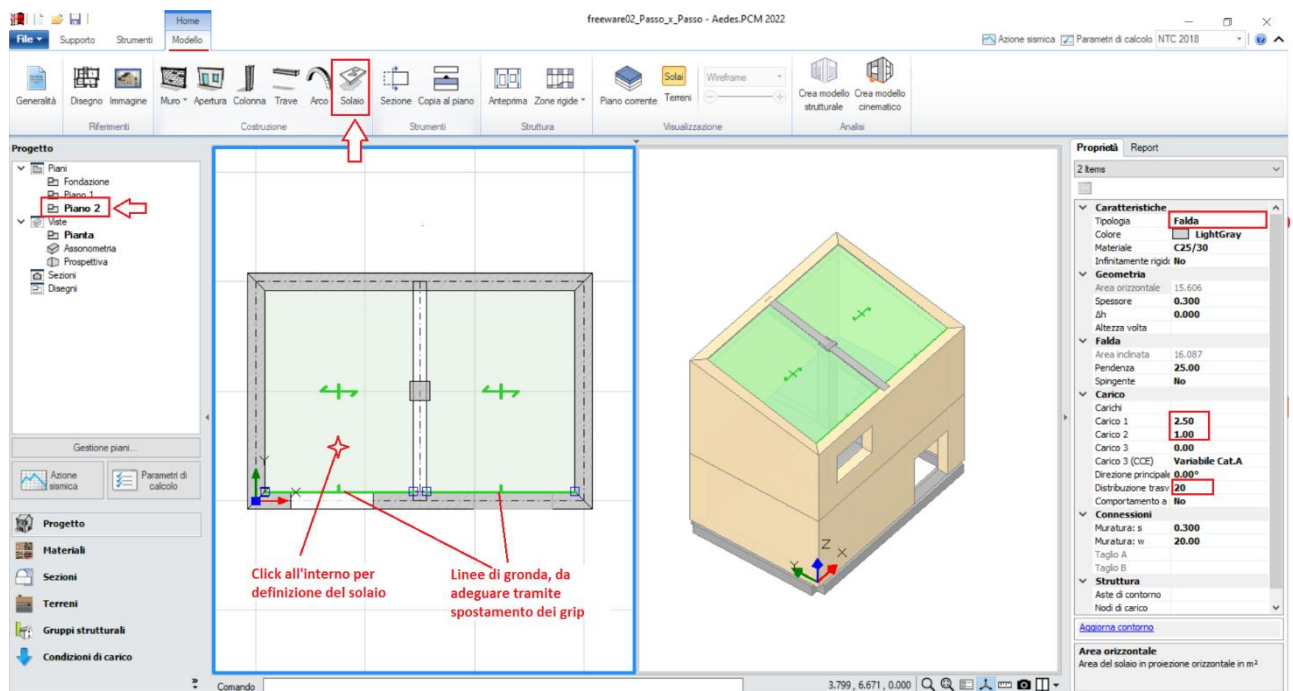 freeware02_Passo_x_Passo - Aedes.PCM 2022
File
Supporto
Strumenti
Home
Modello
Azione sismica
Parametri di calcolo
NTC 2018
Generalità
Disegno
Immagine
Muro
Apertura
Colonna
Trave
Arco
Solaio
Sezione
Copia al piano
Anteprima
Zone rigide
Piano corrente
Solai
Terreni
Wireframe
Crea modello
strutturale
Crea modello
cinematico
Riferimenti
Costruzione
Strumenti
Struttura
Visualizzazione
Analisi
Progetto
Piani
Fondazione
Piano 1
Piano 2
Viste
Pianta
Assonometria
Prospettiva
Sezioni
Disegni
Gestione piani...
Azione
sismica
Parametri di
calcolo
Progetto
Materiali
Sezioni
Terreni
Gruppi strutturali
Condizioni di carico
Y
Z
X
Click all'interno per
definizione del solaio
Linee di gronda, da
adeguare tramite
spostamento dei grip
Z
X
Y
Comando
3.799 , 6.671 , 0.000
Proprietà
Report
2 Items
Caratteristiche
Tipologia Falda
Colore LightGray
Materiale C25/30
Infinitamente rigido No
Geometria
Area orizzontale 15.606
Spessore 0.300
Δh 0.000
Altezza volta
Falda
Area inclinata 16.087
Pendenza 25.00
Spingente No
Carico
Carichi
Carico 1 2.50
Carico 2 1.00
Carico 3 0.00
Carico 3 (CCE) Variabile Cat.A
Direzione principale 0.00°
Distribuzione trasv 20
Comportamento a No
Connessioni
Muratura: s 0.300
Muratura: w 20.00
Taglio A
Taglio B
Struttura
Aste di contorno
Nodi di carico
Aggiorna contorno
Area orizzontale
Area del solaio in proiezione orizzontale in m²